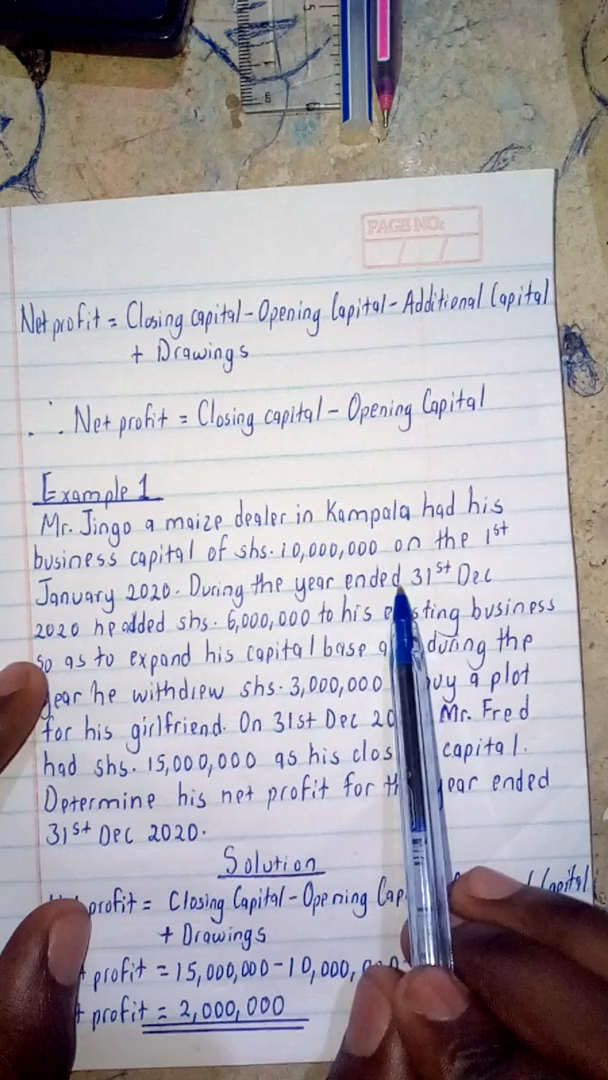 PAGE NO:
Net profit = Closing capital - Opening Capital - Additional Capital
+ Drawings
∴ Net profit = Closing capital - Opening Capital
Example 1
Mr. Jingo a maize dealer in Kampala had his
business capital of shs. 10,000,000 on the 1st
January 2020. During the year ended 31st Dec
2020 he added shs. 6,000,000 to his business
so as to expand his capital base during the
year he withdrew shs. 3,000,000 buy a plot
for his girlfriend. On 31st Dec 20 Mr. Fred
had shs. 15,000,000 as his capital.
Determine his net profit for year ended
31st Dec 2020.
Solution
profit = Closing Capital - Opening Capital
+ Drawings
profit = 15,000,000 - 10,000,
profit = 2,000,000